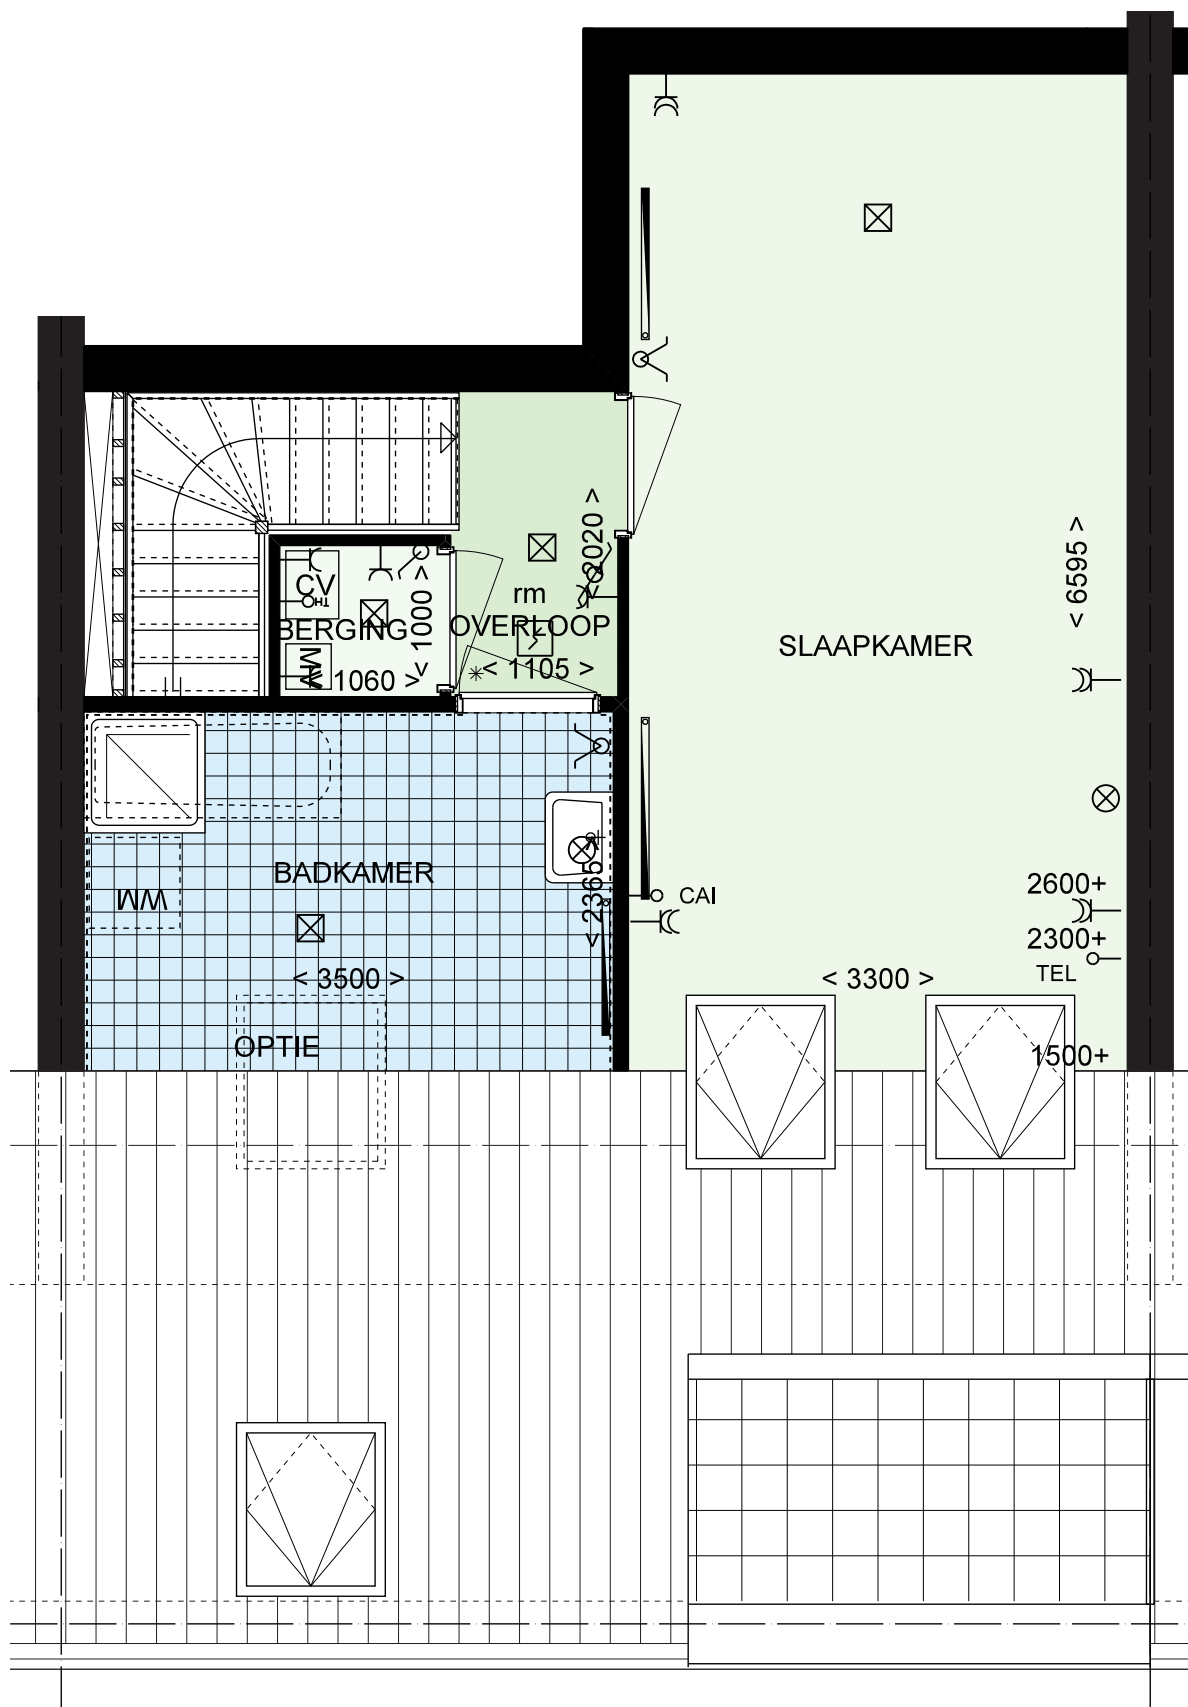 < 2020 >
< 6595 >
CV
TH
rm
BERGING
< 1000 >
OVERLOOP
SLAAPKAMER
MV
< 1060 >
< 1105 >
BADKAMER
WM
< 2365 >
CAI
2600+
2300+
TEL
< 3500 >
< 3300 >
OPTIE
1500+